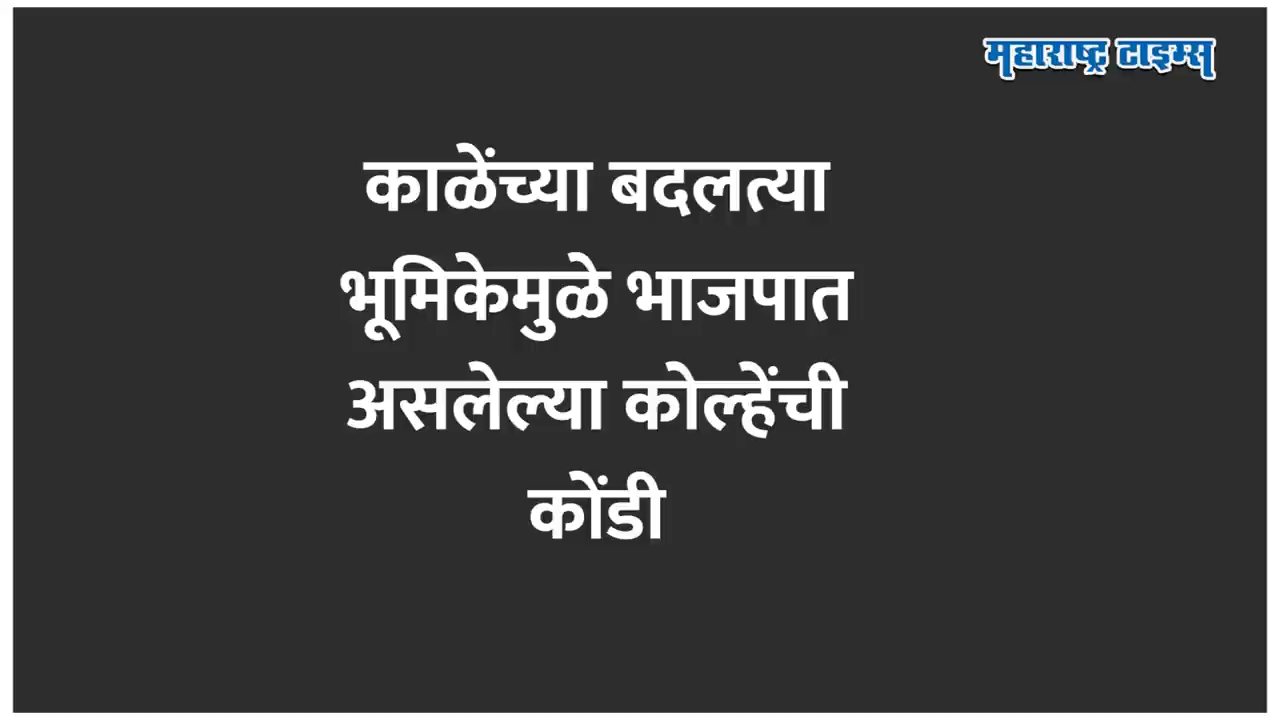 महाराष्ट्र टाइम्स
काळेंच्या बदलत्या
भूमिकेमुळे भाजपात
असलेल्या कोल्हेंची
कोंडी